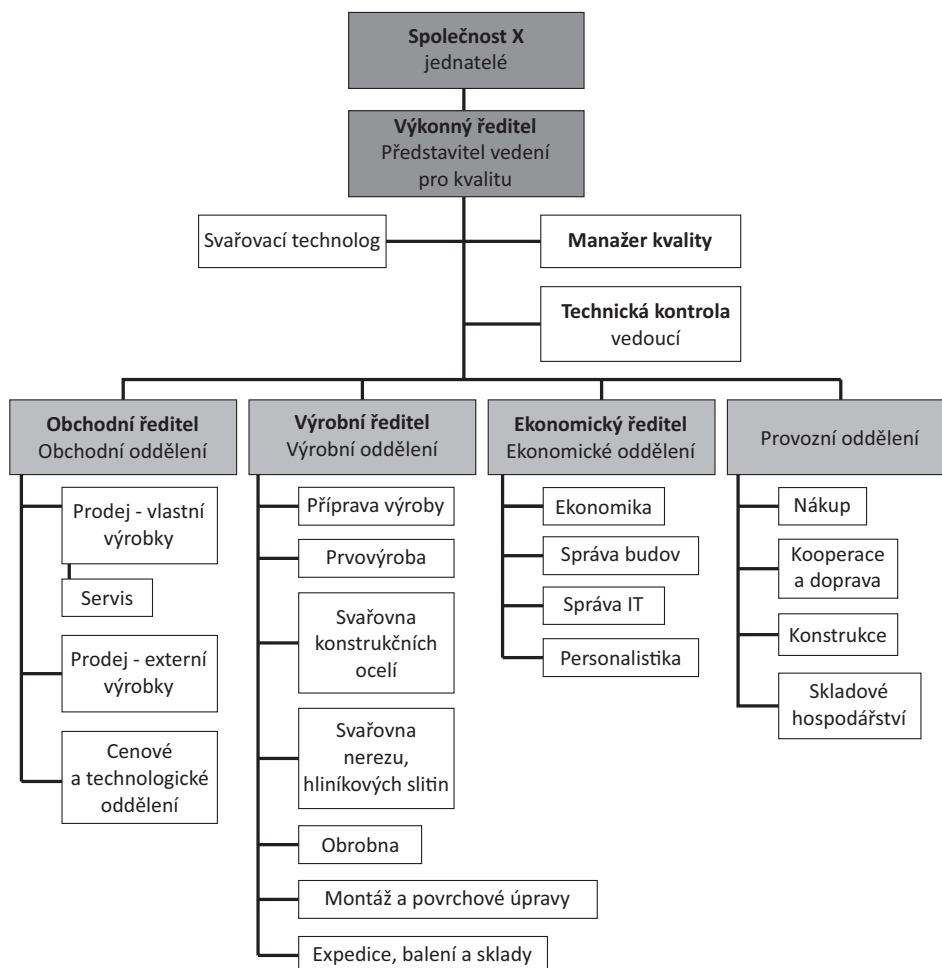 Společnost X
jednatelé
Výkonný ředitel
Představitel vedení
pro kvalitu
Svařovací technolog
Manažer kvality
Technická kontrola
vedoucí
Obchodní ředitel
Obchodní oddělení
Prodej - vlastní
výrobky
Servis
Prodej - externí
výrobky
Cenové
a technologické
oddělení
Výrobní ředitel
Výrobní oddělení
Příprava výroby
Prvovýroba
Svařovna
konstrukčních
ocelí
Svařovna
nerezu,
hliníkových slitin
Obrobna
Montáž a povrchové úpravy
Expedice, balení a sklady
Ekonomický ředitel
Ekonomické oddělení
Ekonomika
Správa budov
Správa IT
Personalistika
Provozní oddělení
Nákup
Kooperace
a doprava
Konstrukce
Skladové
hospodářství